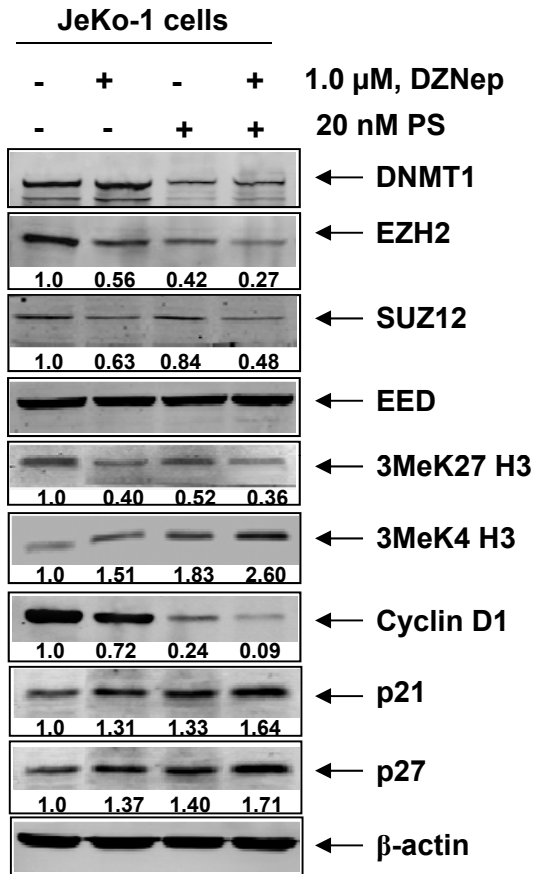 JeKo-1 cells
- + - + 1.0 µM, DZNep
- - + + 20 nM PS
DNMT1
EZH2
1.0 0.56 0.42 0.27
SUZ12
1.0 0.63 0.84 0.48
EED
3MeK27 H3
1.0 0.40 0.52 0.36
3MeK4 H3
1.0 1.51 1.83 2.60
Cyclin D1
1.0 0.72 0.24 0.09
p21
1.0 1.31 1.33 1.64
p27
1.0 1.37 1.40 1.71
β-actin